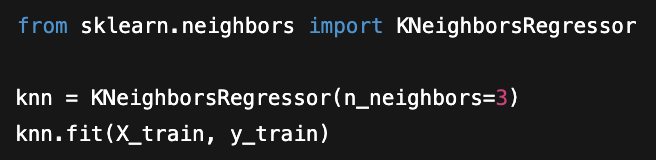 from sklearn.neighbors import KNeighborsRegressor
knn = KNeighborsRegressor(n_neighbors=3)
knn.fit(X_train, y_train)